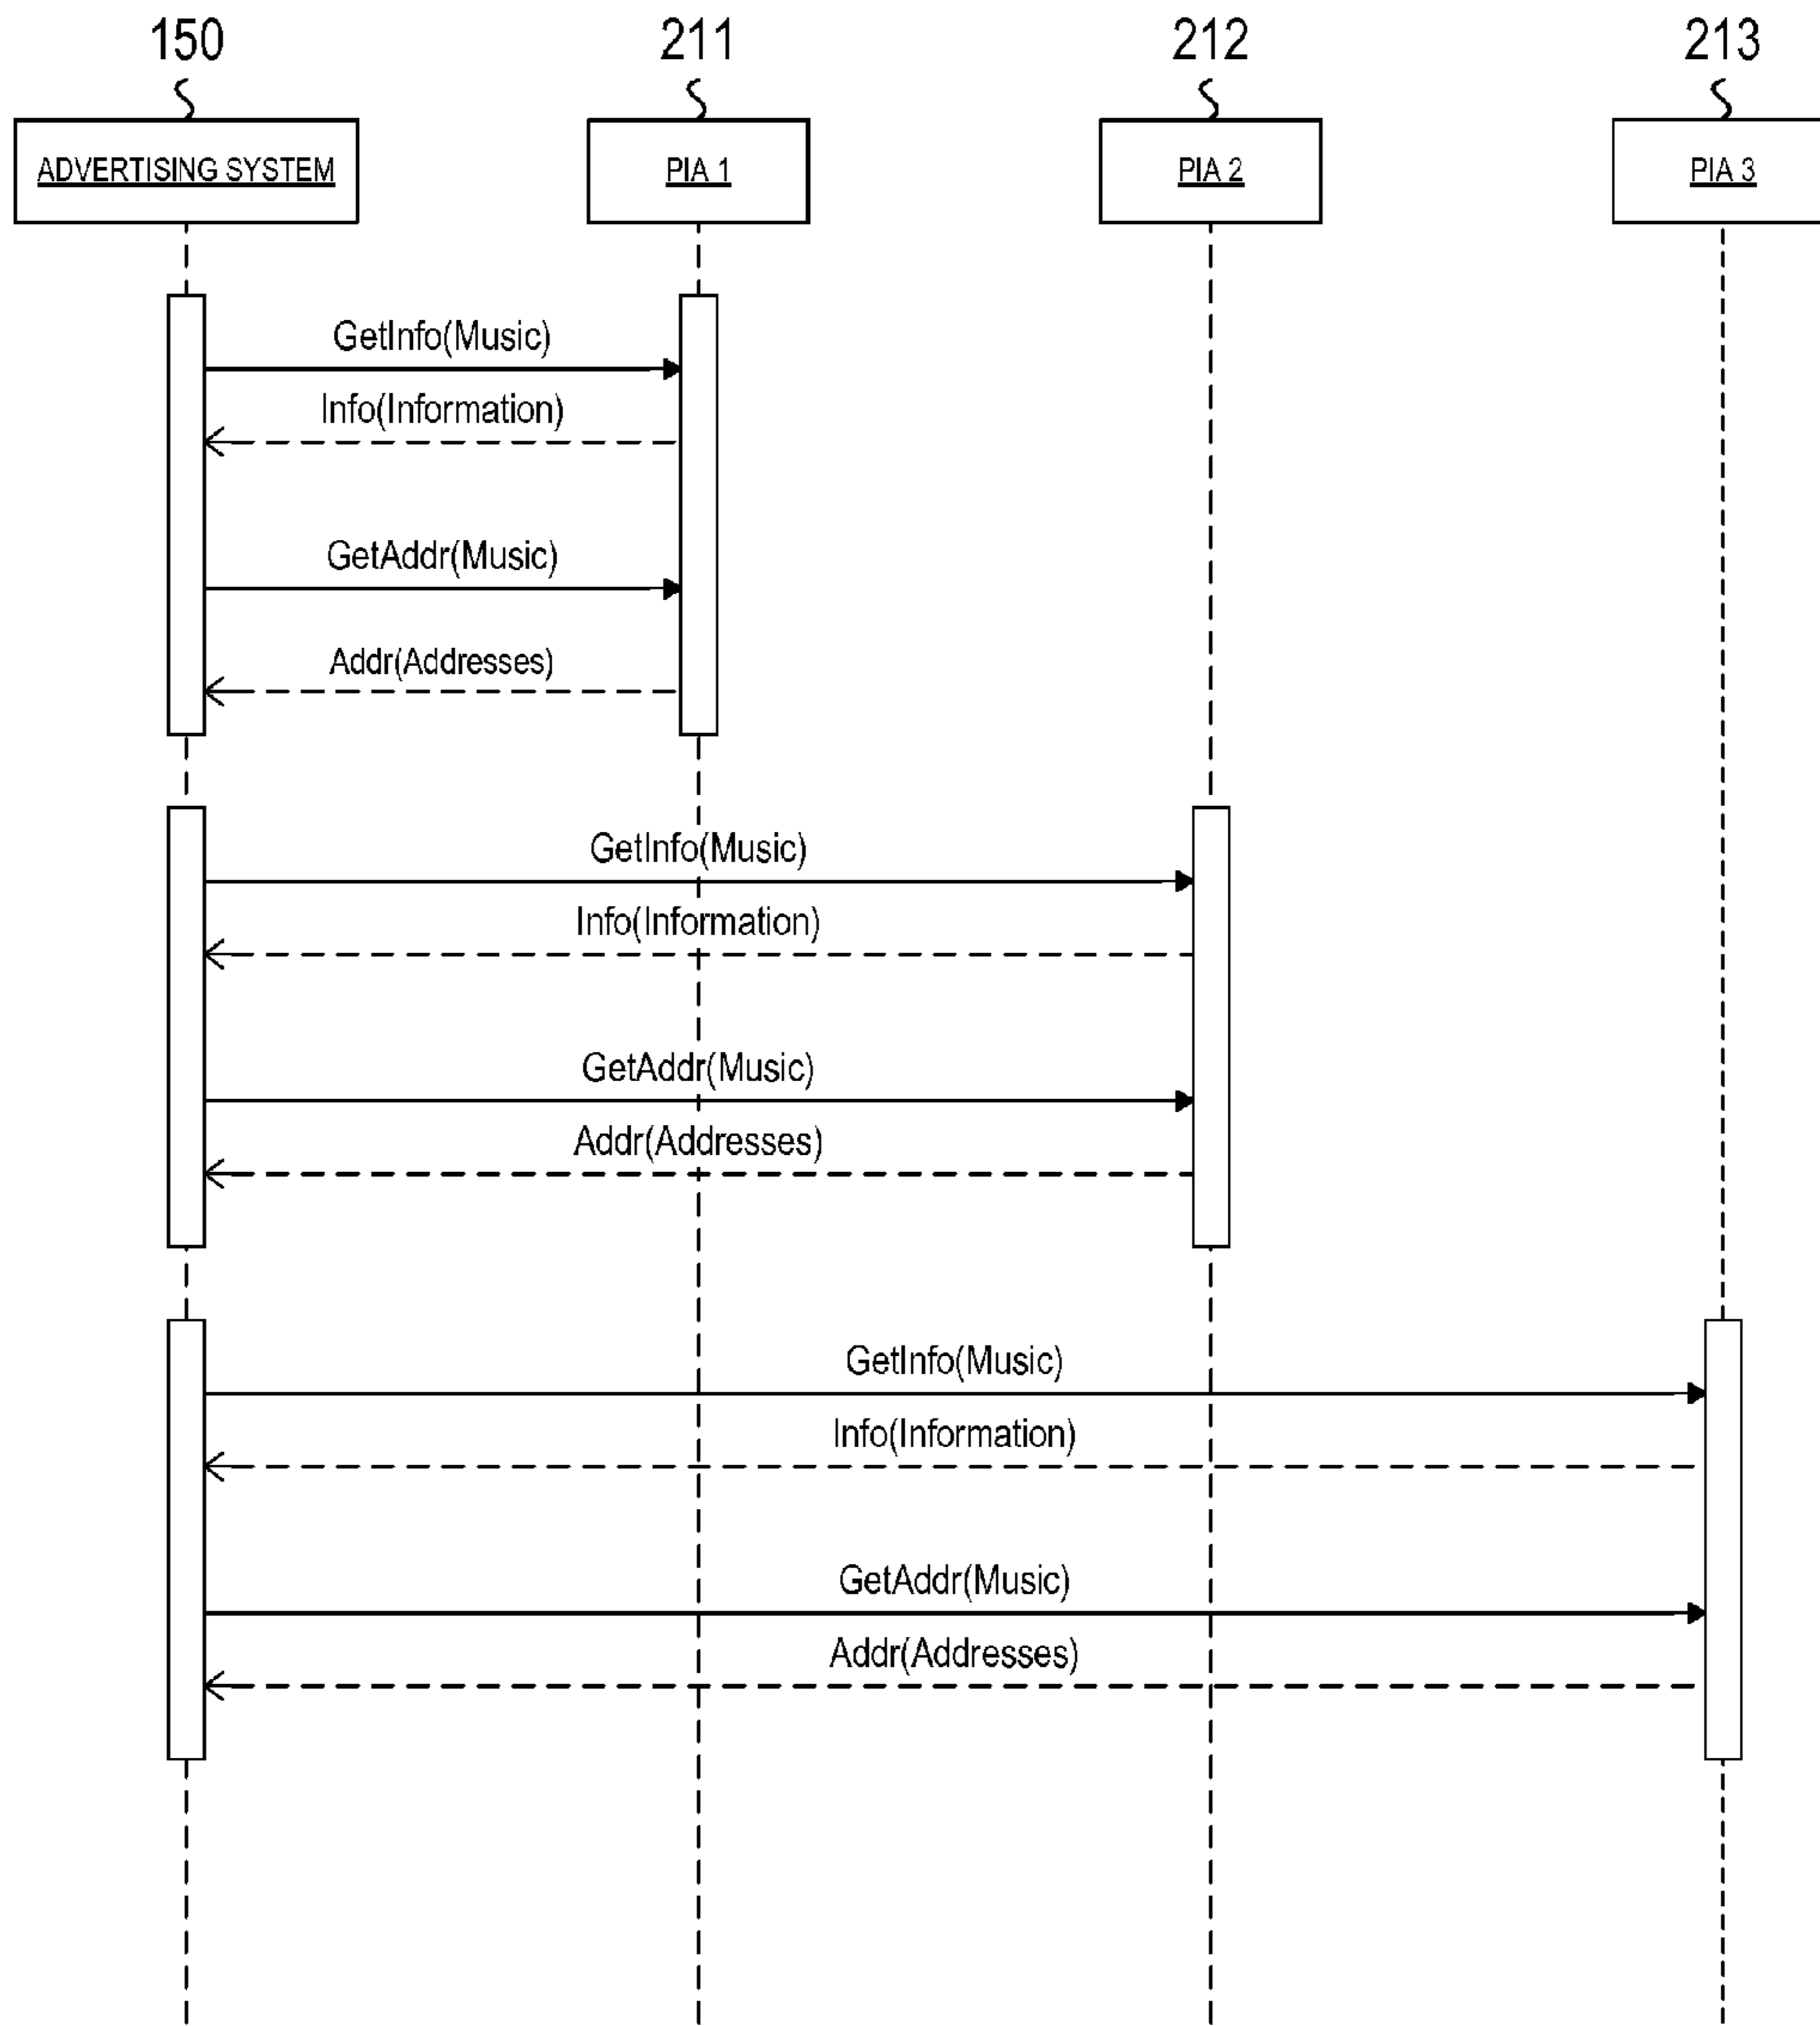 150 211 212 213
ADVERTISING SYSTEM PIA 1 PIA 2 PIA 3
GetInfo(Music)
Info(Information)
GetAddr(Music)
Addr(Addresses)
GetInfo(Music)
Info(Information)
GetAddr(Music)
Addr(Addresses)
GetInfo(Music)
Info(Information)
GetAddr(Music)
Addr(Addresses)